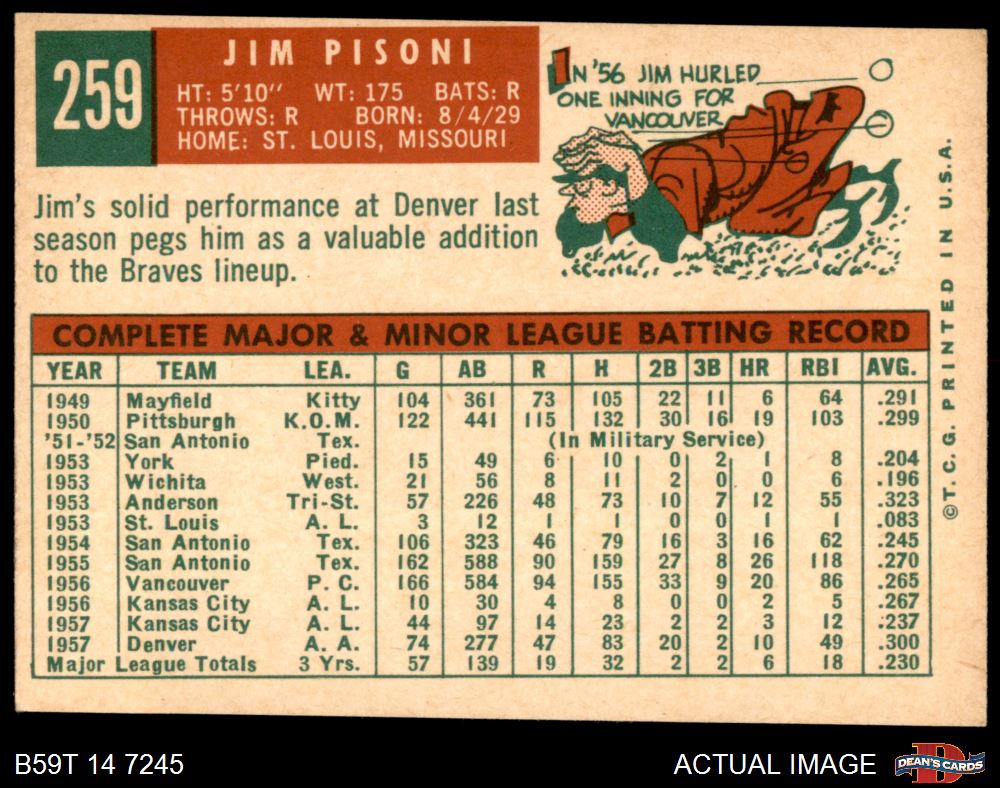 259
JIM PISONI
HT: 5'10" WT: 175 BATS: R
THROWS: R BORN: 8/4/29
HOME: ST. LOUIS, MISSOURI
IN '56 JIM HURLED
ONE INNING FOR
VANCOUVER
Jim's solid performance at Denver last
season pegs him as a valuable addition
to the Braves lineup.
COMPLETE MAJOR & MINOR LEAGUE BATTING RECORD
YEAR TEAM LEA. G AB R H 2B 3B HR RBI AVG.
1949 Mayfield Kitty 104 361 73 105 22 11 6 64 .291
1950 Pittsburgh K.O.M. 122 441 115 132 30 16 19 103 .299
'51-'52 San Antonio Tex. (In Military Service)
1953 York Pied. 15 49 6 10 0 2 1 8 .204
1953 Wichita West. 21 56 8 11 2 0 0 6 .196
1953 Anderson Tri-St. 57 226 48 73 10 7 12 55 .323
1953 St. Louis A. L. 3 12 1 1 0 0 1 1 .083
1954 San Antonio Tex. 106 323 46 79 16 3 16 62 .245
1955 San Antonio Tex. 162 588 90 159 27 8 26 118 .270
1956 Vancouver P. C. 166 584 94 155 33 9 20 86 .265
1956 Kansas City A. L. 10 30 4 8 0 0 2 5 .267
1957 Kansas City A. L. 44 97 14 23 2 2 3 12 .237
1957 Denver A. A. 74 277 47 83 20 2 10 49 .300
Major League Totals 3 Yrs. 57 139 19 32 2 2 6 18 .230
©T. C. G. PRINTED IN U.S.A.
B59T 14 7245
ACTUAL IMAGE
D
DEAN'S CARDS